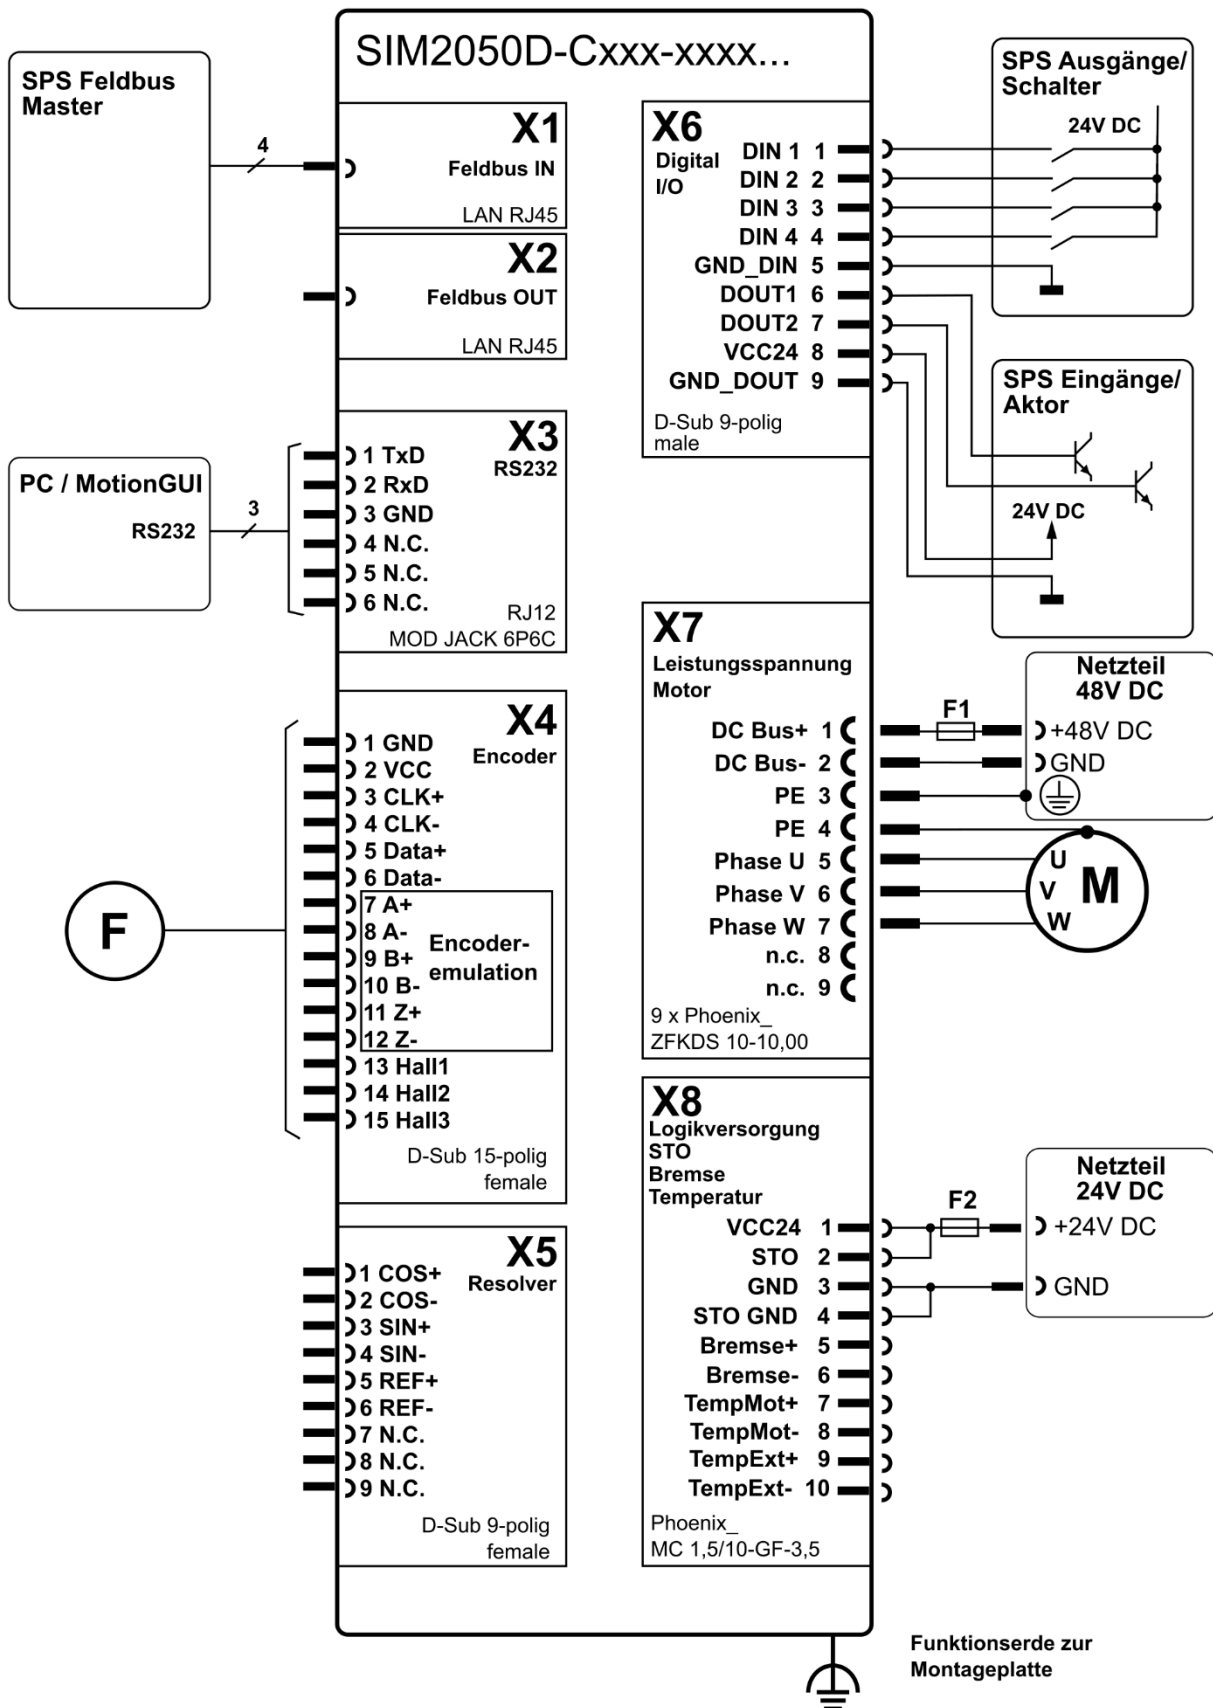 SIM2050D-Cxxx-xxxx...
SPS Feldbus
Master
4
X1
Feldbus IN
LAN RJ45
X2
Feldbus OUT
LAN RJ45
PC / MotionGUI
RS232
3
X3
RS232
1 TxD
2 RxD
3 GND
4 N.C.
5 N.C.
6 N.C.
RJ12
MOD JACK 6P6C
F
X4
Encoder
1 GND
2 VCC
3 CLK+
4 CLK-
5 Data+
6 Data-
7 A+
8 A-
9 B+
10 B-
11 Z+
12 Z-
Encoder-
emulation
13 Hall1
14 Hall2
15 Hall3
D-Sub 15-polig
female
X5
Resolver
1 COS+
2 COS-
3 SIN+
4 SIN-
5 REF+
6 REF-
7 N.C.
8 N.C.
9 N.C.
D-Sub 9-polig
female
X6
Digital
I/O
DIN 1 1
DIN 2 2
DIN 3 3
DIN 4 4
GND_DIN 5
DOUT1 6
DOUT2 7
VCC24 8
GND_DOUT 9
D-Sub 9-polig
male
SPS Ausgänge/
Schalter
24V DC
SPS Eingänge/
Aktor
24V DC
X7
Leistungsspannung
Motor
DC Bus+ 1
DC Bus- 2
PE 3
PE 4
Phase U 5
Phase V 6
Phase W 7
n.c. 8
n.c. 9
9 x Phoenix_
ZFKDS 10-10,00
F1
Netzteil
48V DC
+48V DC
GND
U
V
W
M
X8
Logikversorgung
STO
Bremse
Temperatur
VCC24 1
STO 2
GND 3
STO GND 4
Bremse+ 5
Bremse- 6
TempMot+ 7
TempMot- 8
TempExt+ 9
TempExt- 10
Phoenix_
MC 1,5/10-GF-3,5
F2
Netzteil
24V DC
+24V DC
GND
Funktionserde zur
Montageplatte